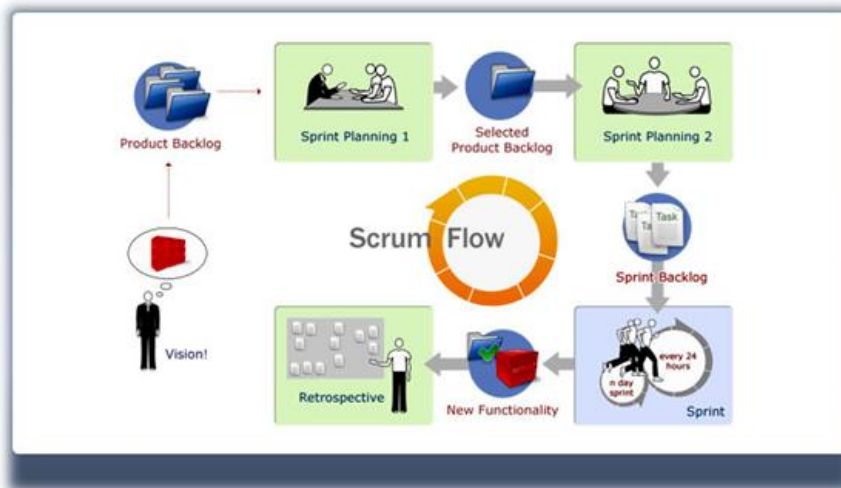 Product Backlog
Sprint Planning 1
Selected
Product Backlog
Sprint Planning 2
Scrum Flow
Task
Task
Sprint Backlog
Vision!
Retrospective
New Functionality
every 24
hours
n day
sprint
Sprint